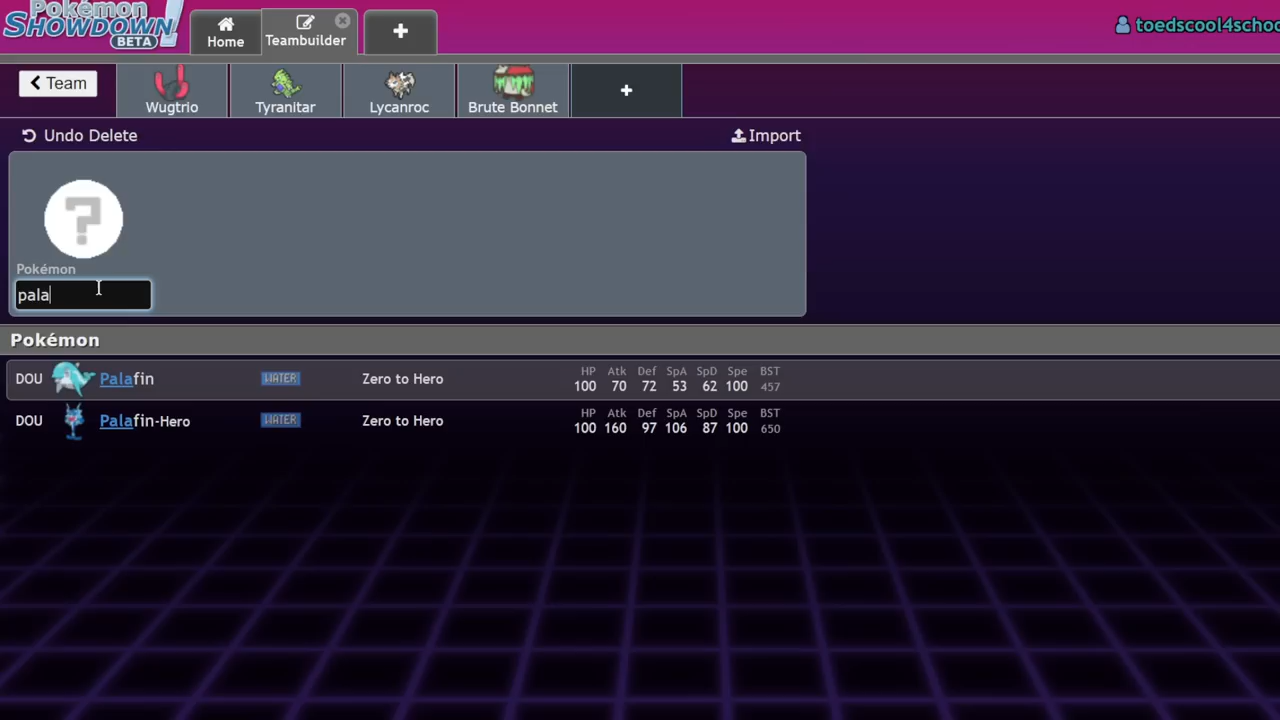 Pokémon
SHOWDOWN!
BETA
Home
Teambuilder
+
toedscool4schoo
Team
Wugtrio
Tyranitar
Lycanroc
Brute Bonnet
+
Undo Delete
Import
?
Pokémon
pala
Pokémon
DOU Palafin WATER Zero to Hero HP 100 Atk 70 Def 72 SpA 53 SpD 62 Spe 100 BST 457
DOU Palafin-Hero WATER Zero to Hero HP 100 Atk 160 Def 97 SpA 106 SpD 87 Spe 100 BST 650